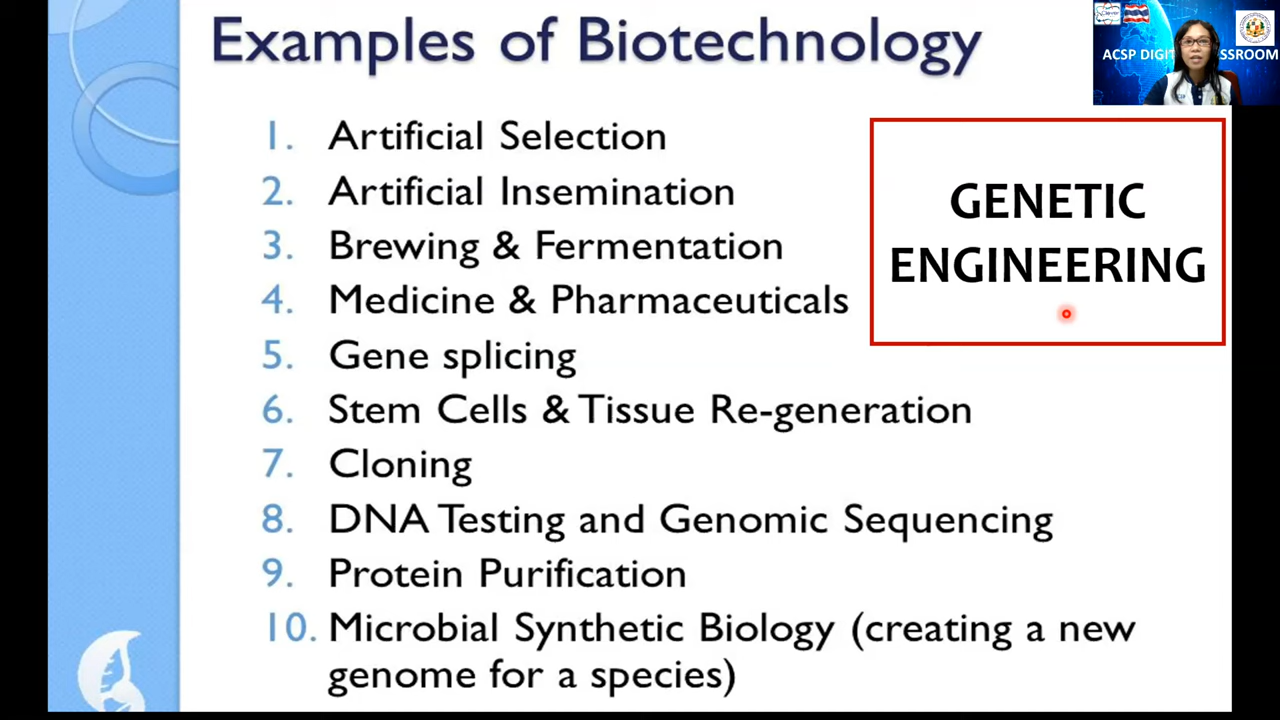 Examples of Biotechnology
ACSP DIGIT SSROOM
1. Artificial Selection
2. Artificial Insemination
3. Brewing & Fermentation
4. Medicine & Pharmaceuticals
5. Gene splicing
6. Stem Cells & Tissue Re-generation
7. Cloning
8. DNA Testing and Genomic Sequencing
9. Protein Purification
10. Microbial Synthetic Biology (creating a new
genome for a species)
GENETIC
ENGINEERING